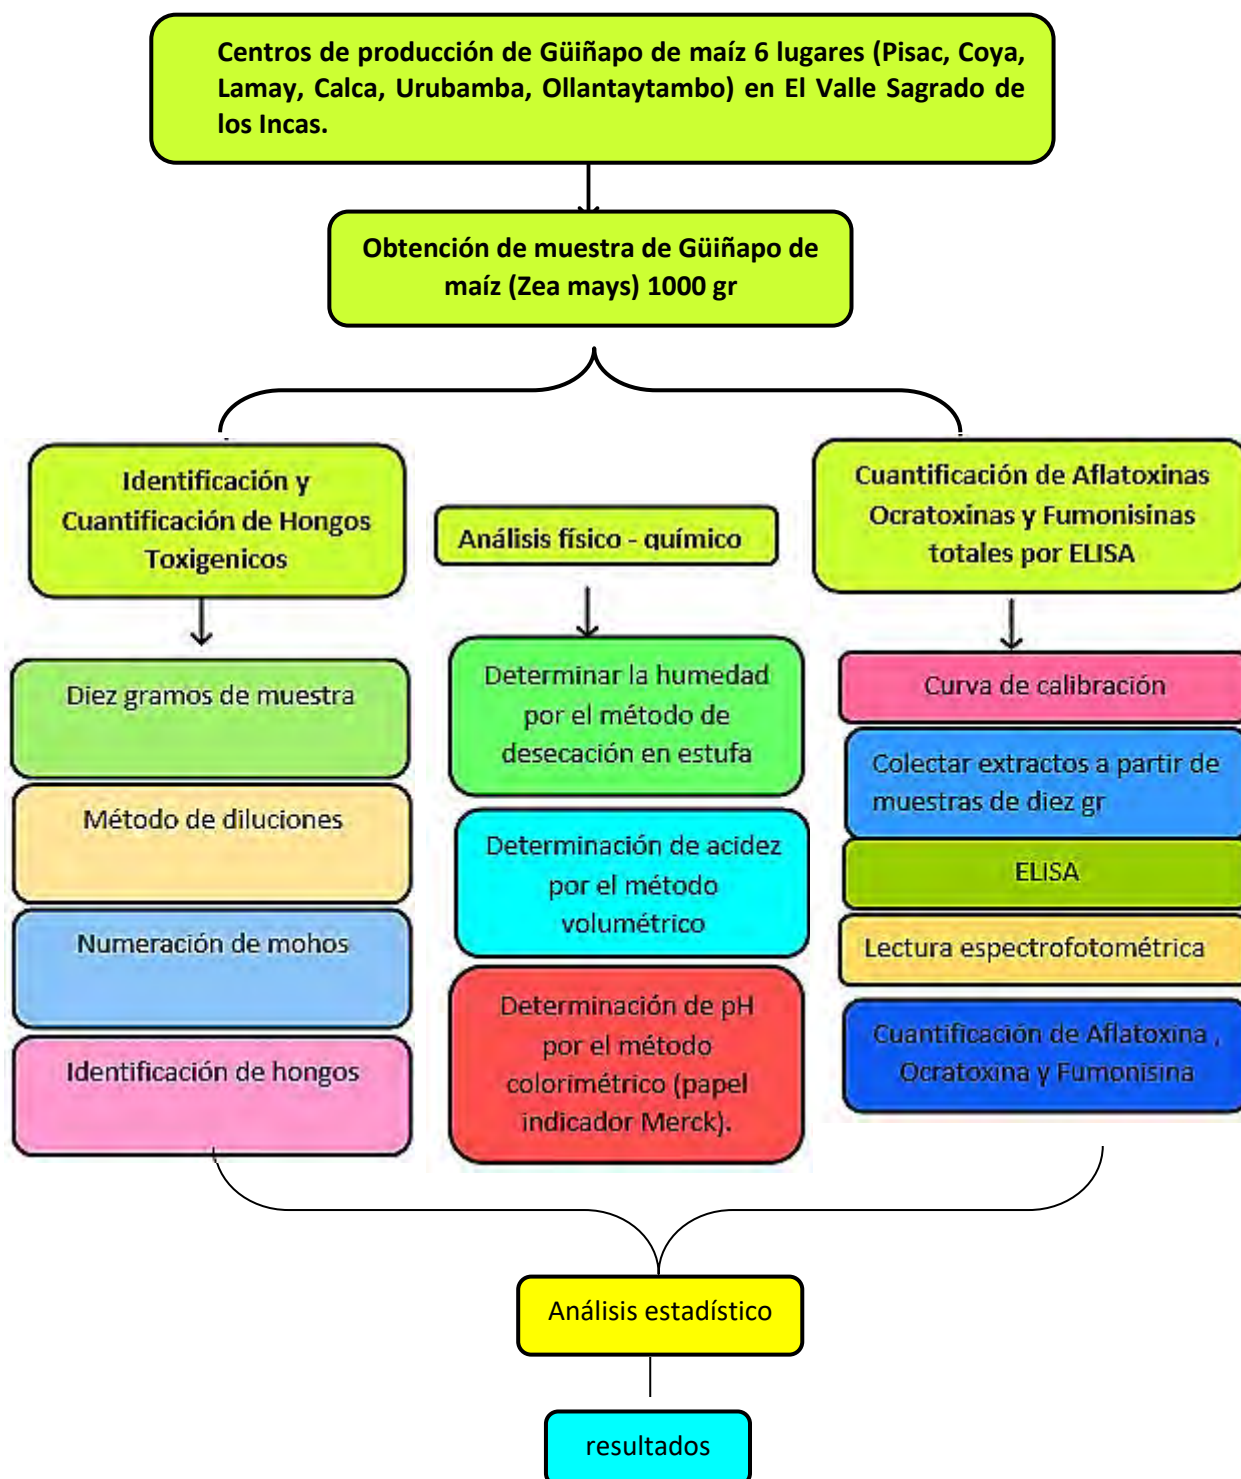 Centros de producción de Güiñapo de maíz 6 lugares (Pisac, Coya,
Lamay, Calca, Urubamba, Ollantaytambo) en El Valle Sagrado de
los Incas.
Obtención de muestra de Güiñapo de
maíz (Zea mays) 1000 gr
Identificación y
Cuantificación de Hongos
Toxigenicos
Diez gramos de muestra
Método de diluciones
Numeración de mohos
Identificación de hongos
Análisis físico - químico
Determinar la humedad
por el método de
desecación en estufa
Determinación de acidez
por el método
volumétrico
Determinación de pH
por el método
colorimétrico (papel
indicador Merck).
Cuantificación de Aflatoxinas
Ocratoxinas y Fumonisinas
totales por ELISA
Curva de calibración
Colectar extractos a partir de
muestras de diez gr
ELISA
Lectura espectrofotométrica
Cuantificación de Aflatoxina ,
Ocratoxina y Fumonisina
Análisis estadístico
resultados